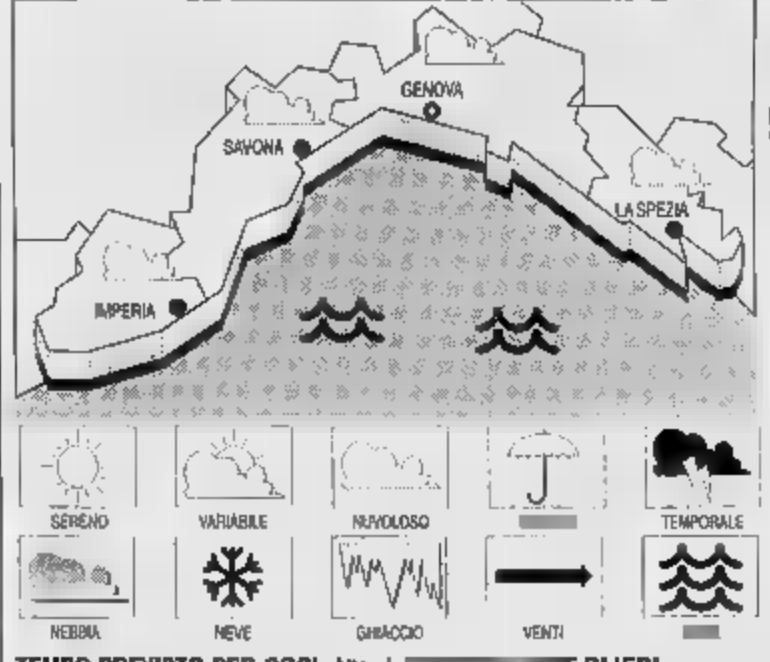 GENOVA
SAVONA
LA SPEZIA
IMPERIA
SERENO
VARIABILE
NUVOLOSO
TEMPORALE
NEBBIA
NEVE
GHIACCIO
VENTI